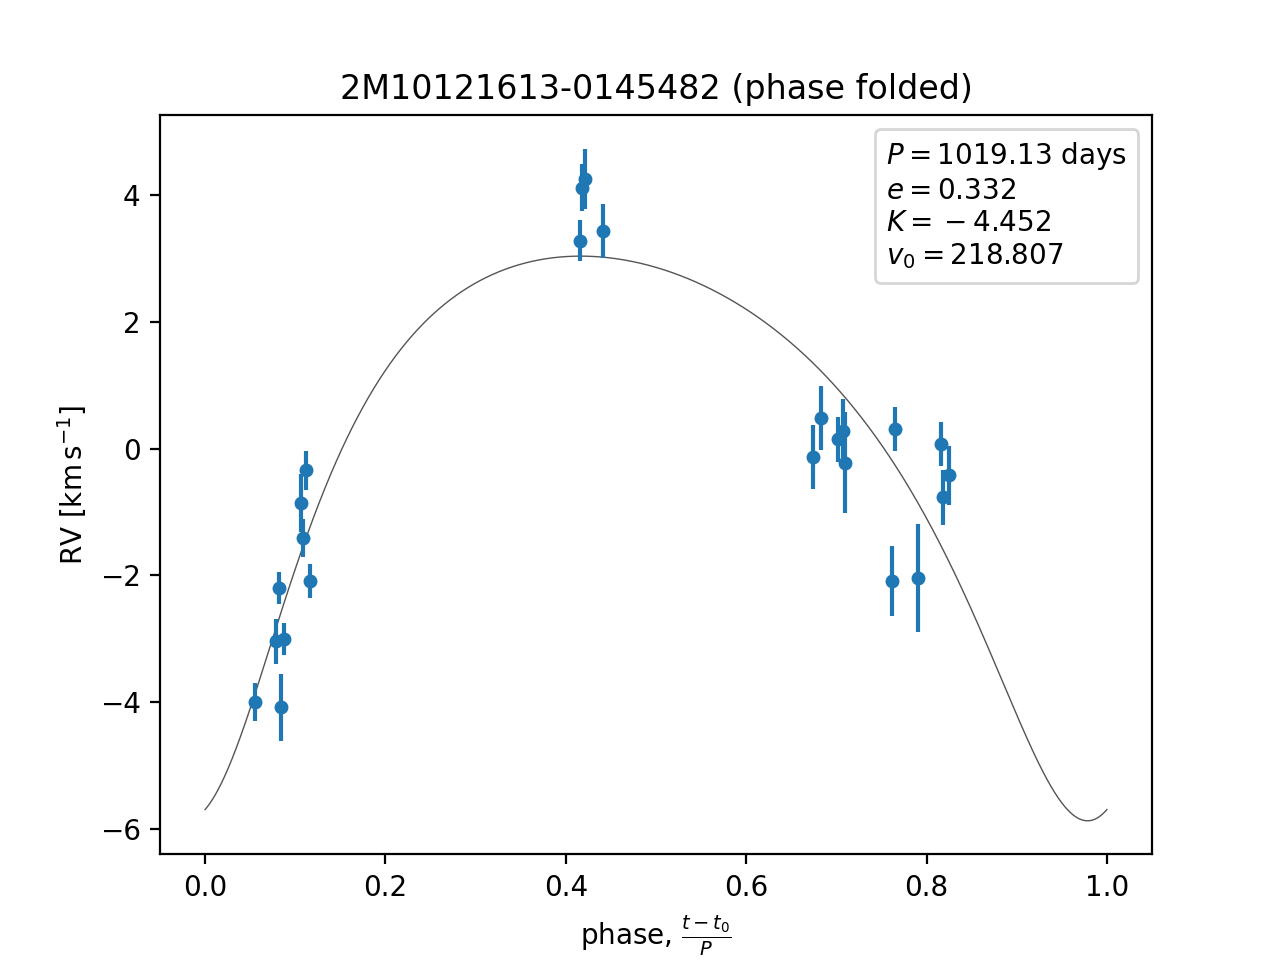 2M10121613-0145482 (phase folded)
P = 1019.13 days
e = 0.332
K = −4.452
v₀ = 218.807
4
2
0
−2
−4
−6
RV [km s⁻¹]
0.0 0.2 0.4 0.6 0.8 1.0
phase, (t − t₀)/P